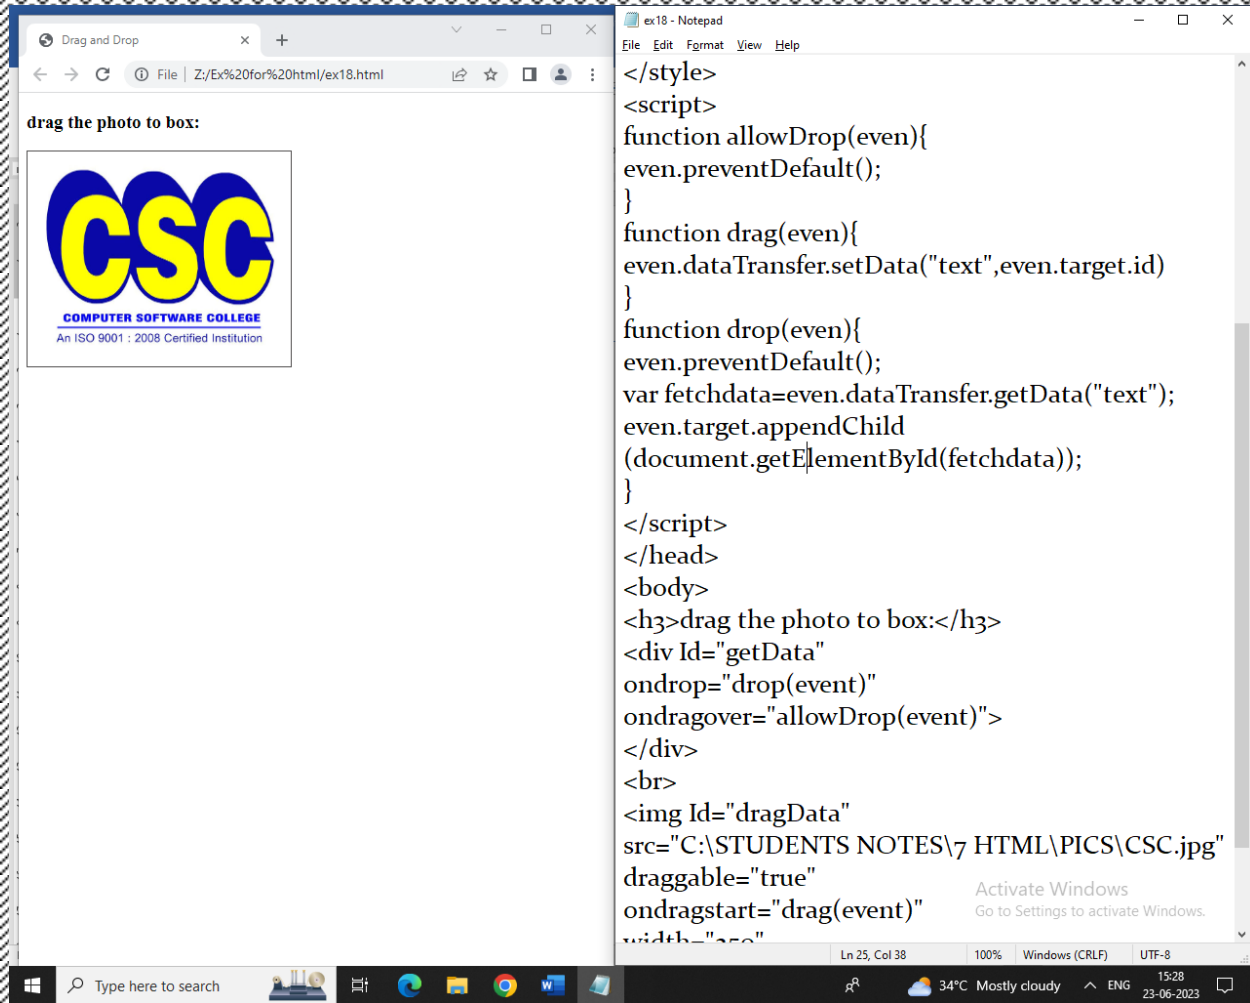 Drag and Drop
File
Z:/Ex%20for%20html/ex18.html
drag the photo to box:
CSC
COMPUTER SOFTWARE COLLEGE
An ISO 9001 : 2008 Certified Institution
ex18 - Notepad
File Edit Format View Help
</style>
<script>
function allowDrop(even){
even.preventDefault();
}
function drag(even){
even.dataTransfer.setData("text",even.target.id)
}
function drop(even){
even.preventDefault();
var fetchdata=even.dataTransfer.getData("text");
even.target.appendChild
(document.getElementById(fetchdata));
}
</script>
</head>
<body>
<h3>drag the photo to box:</h3>
<div Id="getData"
ondrop="drop(event)"
ondragover="allowDrop(event)">
</div>
<br>
<img Id="dragData"
src="C:\STUDENTS NOTES\7 HTML\PICS\CSC.jpg"
draggable="true"
ondragstart="drag(event)"
width="250"
Activate Windows
Go to Settings to activate Windows.
Ln 25, Col 38
100%
Windows (CRLF)
UTF-8
Type here to search
34°C Mostly cloudy
ENG
15:28
23-06-2023